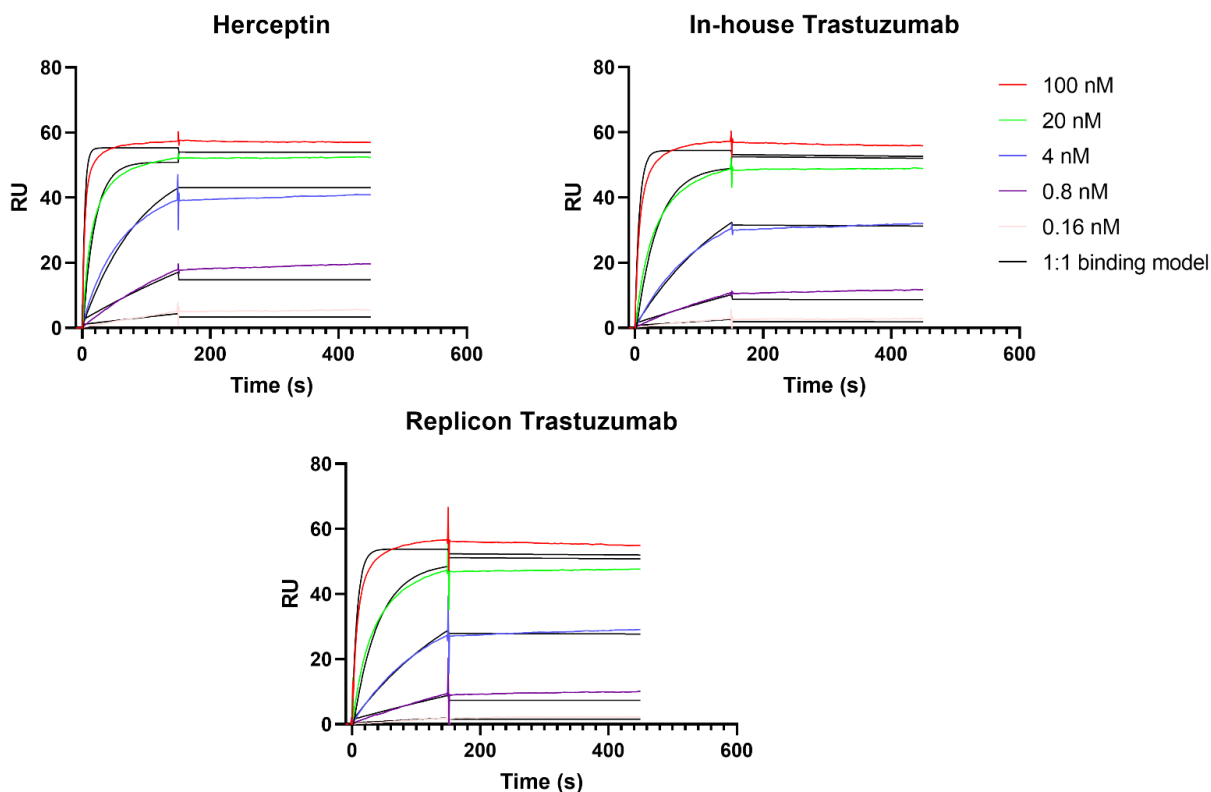 Herceptin
80
60
40
20
0
RU
0 200 400 600
Time (s)
In-house Trastuzumab
80
60
40
20
0
RU
0 200 400 600
Time (s)
100 nM
20 nM
4 nM
0.8 nM
0.16 nM
1:1 binding model
Replicon Trastuzumab
80
60
40
20
0
RU
0 200 400 600
Time (s)